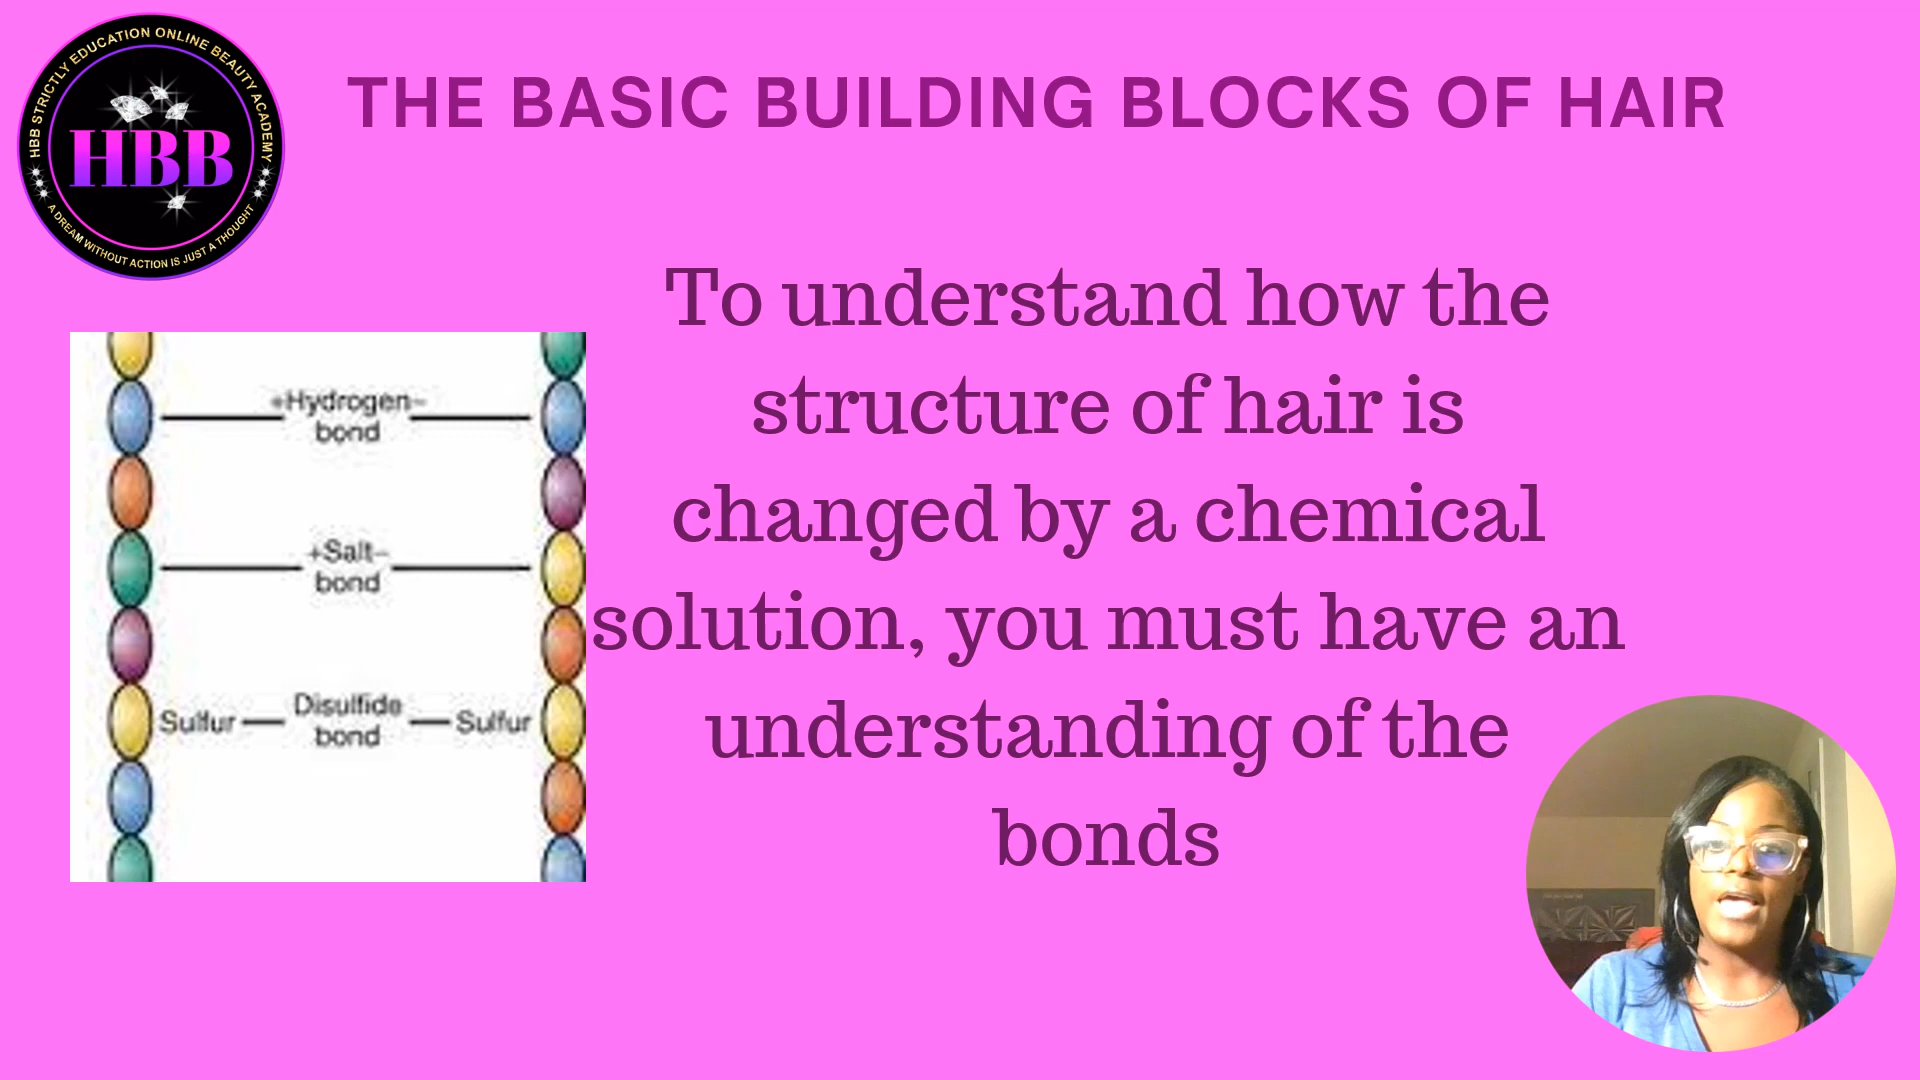 HBB STRICTLY EDUCATION ONLINE BEAUTY ACADEMY
HBB
A DREAM WITHOUT ACTION IS JUST A THOUGHT
THE BASIC BUILDING BLOCKS OF HAIR
To understand how the
structure of hair is
changed by a chemical
solution, you must have an
understanding of the
bonds
+Hydrogen–
bond
+Salt–
bond
Sulfur — Disulfide bond — Sulfur